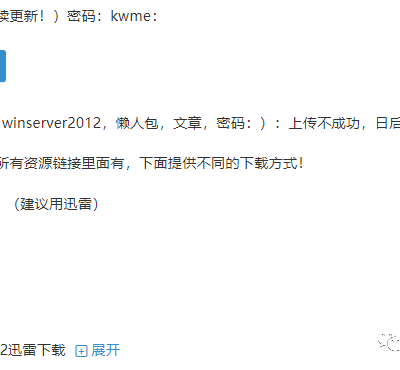 续更新！）密码：kwme：
winserver2012，懒人包，文章，密码：）：上传不成功，日后
所有资源链接里面有，下面提供不同的下载方式！
（建议用迅雷）
2迅雷下载 展开